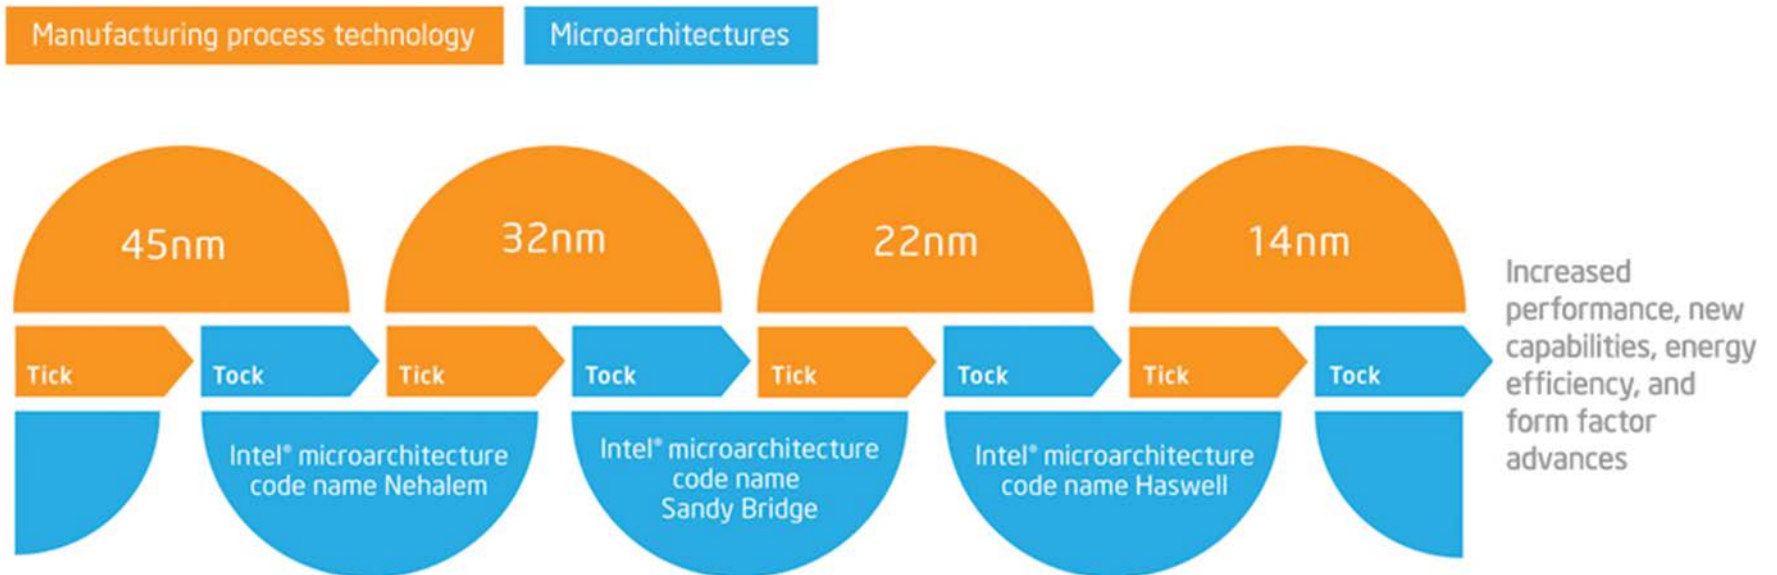 Manufacturing process technology
Microarchitectures
45nm
32nm
22nm
14nm
Tick
Tock
Tick
Tock
Tick
Tock
Tick
Tock
Intel® microarchitecture
code name Nehalem
Intel® microarchitecture
code name
Sandy Bridge
Intel® microarchitecture
code name Haswell
Increased
performance, new
capabilities, energy
efficiency, and
form factor
advances